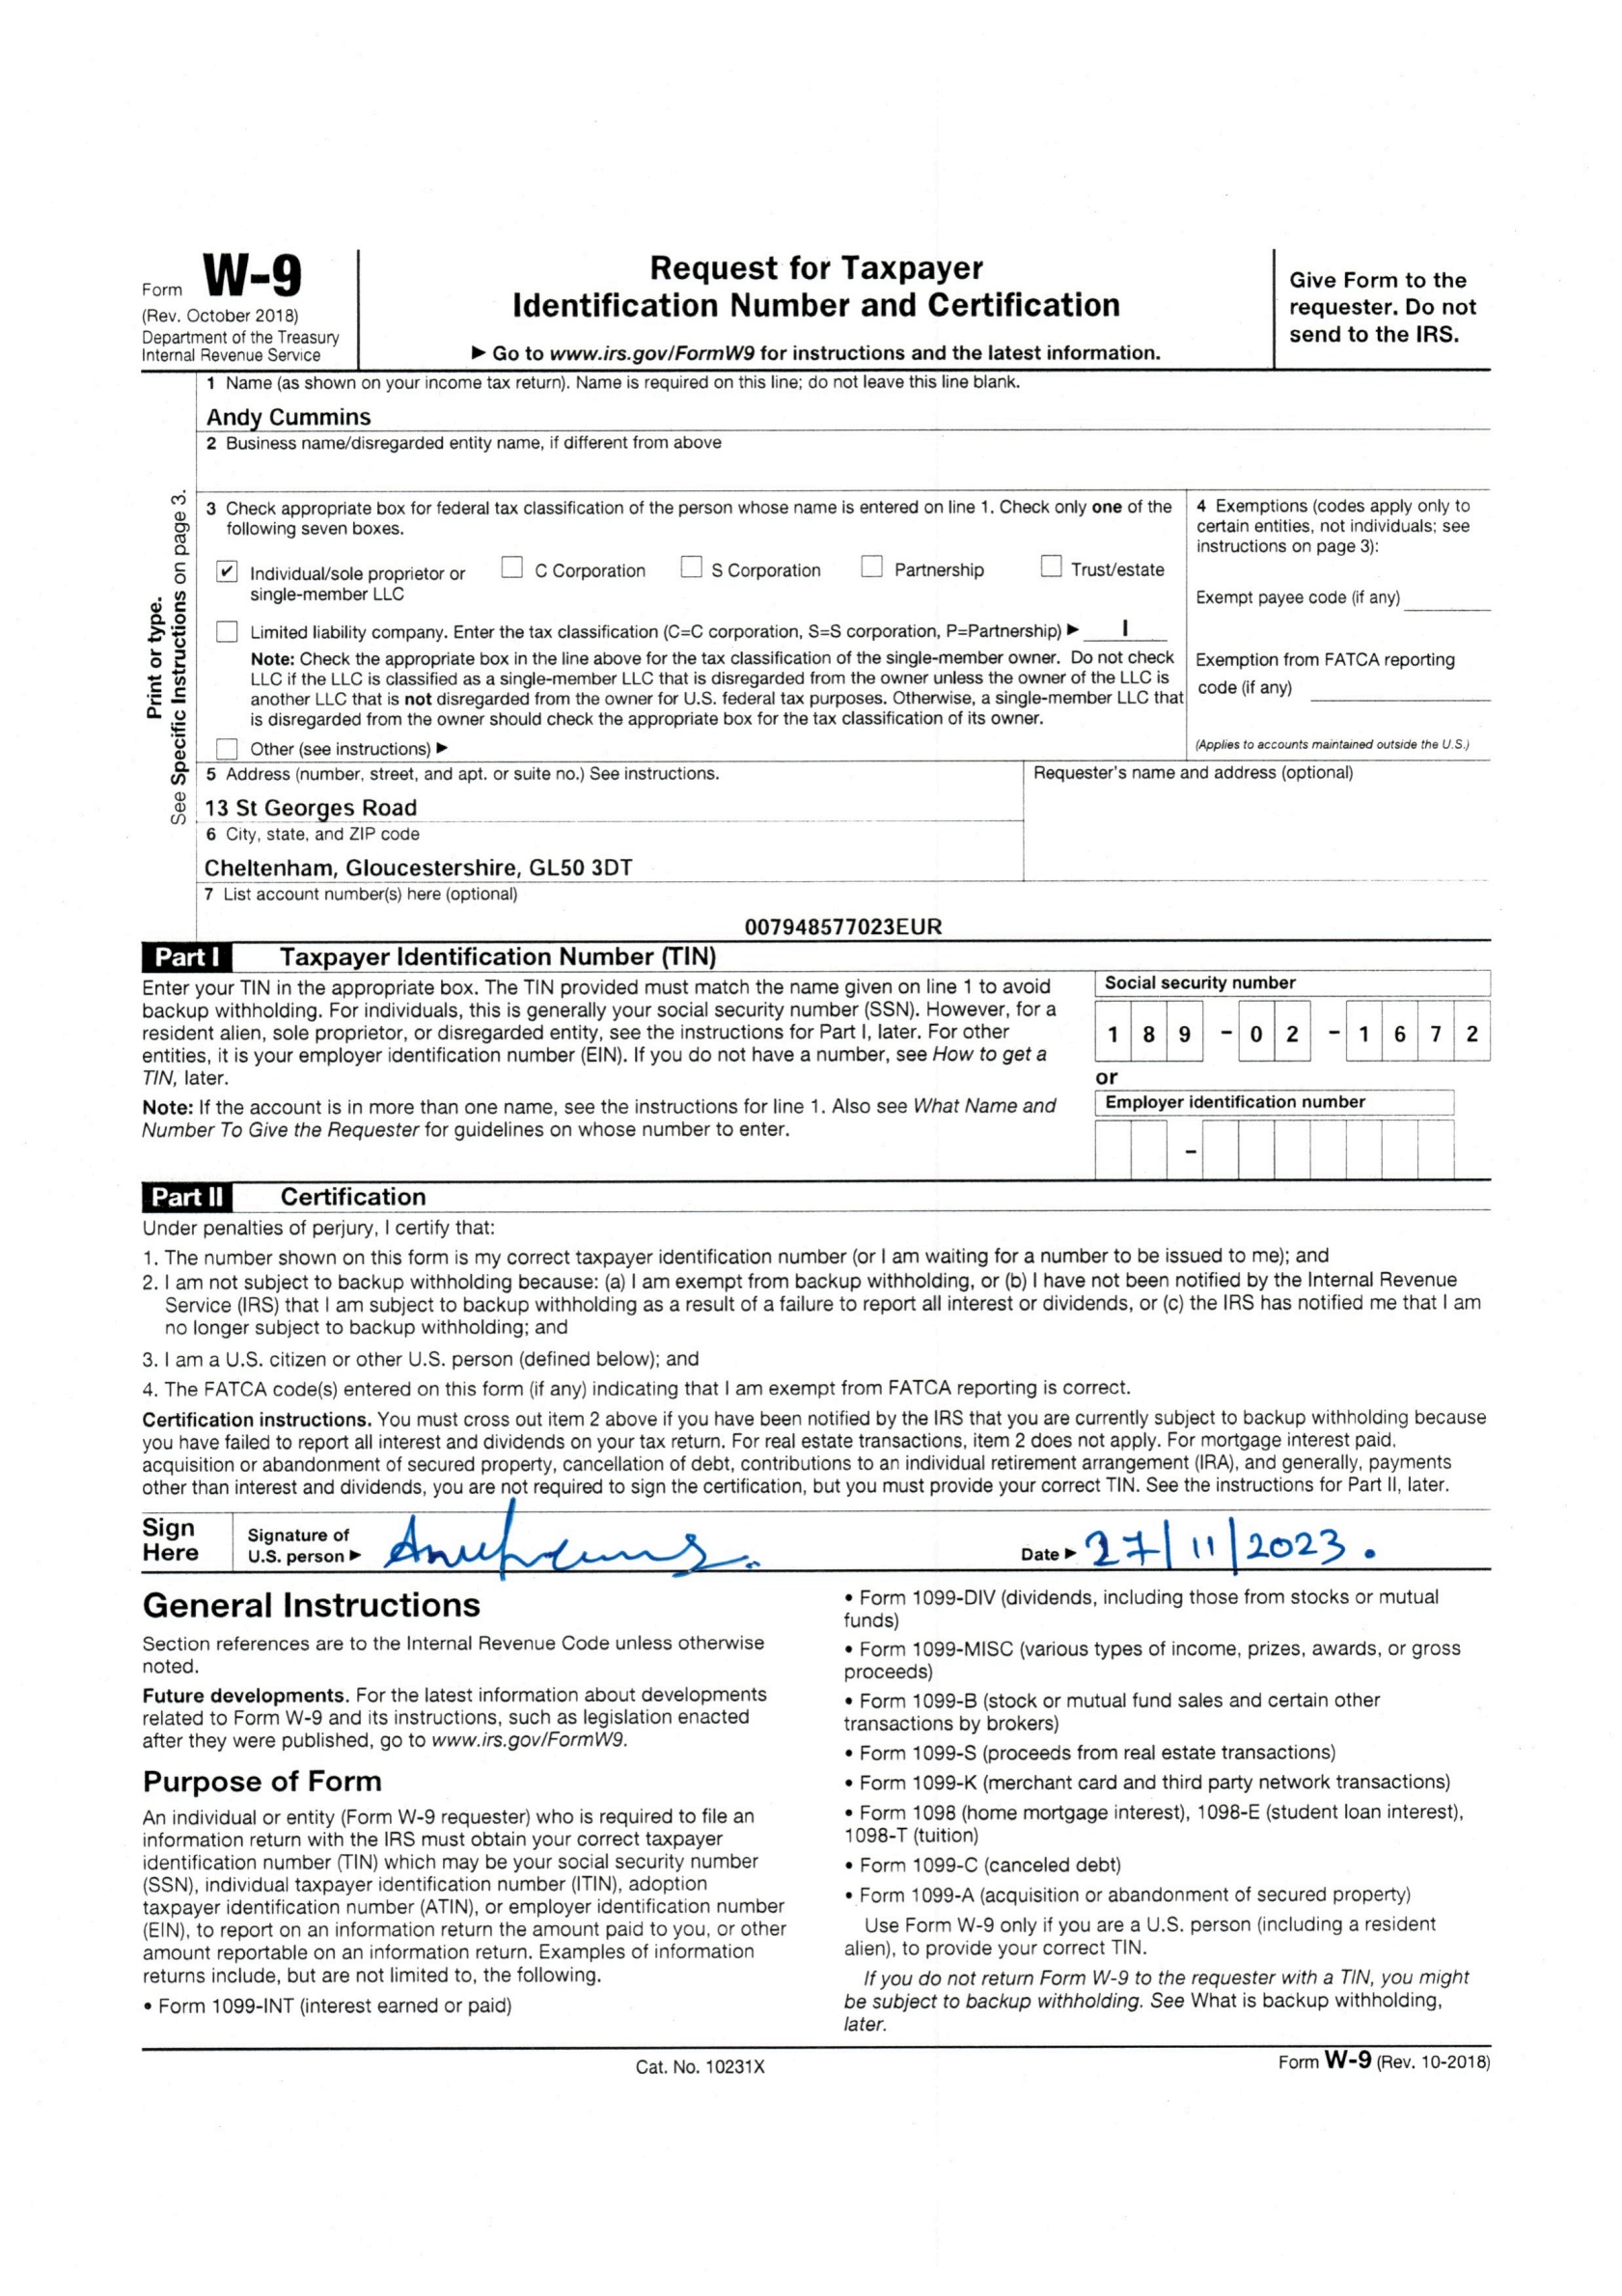 Form W-9
(Rev. October 2018)
Department of the Treasury
Internal Revenue Service
Request for Taxpayer
Identification Number and Certification
▶ Go to www.irs.gov/FormW9 for instructions and the latest information.
Give Form to the
requester. Do not
send to the IRS.
Print or type.
See Specific Instructions on page 3.
1 Name (as shown on your income tax return). Name is required on this line; do not leave this line blank.
Andy Cummins
2 Business name/disregarded entity name, if different from above
3 Check appropriate box for federal tax classification of the person whose name is entered on line 1. Check only one of the
following seven boxes.
✔ Individual/sole proprietor or
single-member LLC
C Corporation
S Corporation
Partnership
Trust/estate
Limited liability company. Enter the tax classification (C=C corporation, S=S corporation, P=Partnership) ▶ I
Note: Check the appropriate box in the line above for the tax classification of the single-member owner. Do not check
LLC if the LLC is classified as a single-member LLC that is disregarded from the owner unless the owner of the LLC is
another LLC that is not disregarded from the owner for U.S. federal tax purposes. Otherwise, a single-member LLC that
is disregarded from the owner should check the appropriate box for the tax classification of its owner.
Other (see instructions) ▶
4 Exemptions (codes apply only to
certain entities, not individuals; see
instructions on page 3):
Exempt payee code (if any)
Exemption from FATCA reporting
code (if any)
(Applies to accounts maintained outside the U.S.)
5 Address (number, street, and apt. or suite no.) See instructions.
13 St Georges Road
Requester's name and address (optional)
6 City, state, and ZIP code
Cheltenham, Gloucestershire, GL50 3DT
7 List account number(s) here (optional)
007948577023EUR
Part I Taxpayer Identification Number (TIN)
Enter your TIN in the appropriate box. The TIN provided must match the name given on line 1 to avoid
backup withholding. For individuals, this is generally your social security number (SSN). However, for a
resident alien, sole proprietor, or disregarded entity, see the instructions for Part I, later. For other
entities, it is your employer identification number (EIN). If you do not have a number, see How to get a
TIN, later.
Note: If the account is in more than one name, see the instructions for line 1. Also see What Name and
Number To Give the Requester for guidelines on whose number to enter.
Social security number
1 8 9 - 0 2 - 1 6 7 2
or
Employer identification number
-
Part II Certification
Under penalties of perjury, I certify that:
1. The number shown on this form is my correct taxpayer identification number (or I am waiting for a number to be issued to me); and
2. I am not subject to backup withholding because: (a) I am exempt from backup withholding, or (b) I have not been notified by the Internal Revenue
Service (IRS) that I am subject to backup withholding as a result of a failure to report all interest or dividends, or (c) the IRS has notified me that I am
no longer subject to backup withholding; and
3. I am a U.S. citizen or other U.S. person (defined below); and
4. The FATCA code(s) entered on this form (if any) indicating that I am exempt from FATCA reporting is correct.
Certification instructions. You must cross out item 2 above if you have been notified by the IRS that you are currently subject to backup withholding because
you have failed to report all interest and dividends on your tax return. For real estate transactions, item 2 does not apply. For mortgage interest paid,
acquisition or abandonment of secured property, cancellation of debt, contributions to an individual retirement arrangement (IRA), and generally, payments
other than interest and dividends, you are not required to sign the certification, but you must provide your correct TIN. See the instructions for Part II, later.
Sign
Here
Signature of
U.S. person ▶
Date ▶ 27/11/2023.
General Instructions
Section references are to the Internal Revenue Code unless otherwise
noted.
Future developments. For the latest information about developments
related to Form W-9 and its instructions, such as legislation enacted
after they were published, go to www.irs.gov/FormW9.
Purpose of Form
An individual or entity (Form W-9 requester) who is required to file an
information return with the IRS must obtain your correct taxpayer
identification number (TIN) which may be your social security number
(SSN), individual taxpayer identification number (ITIN), adoption
taxpayer identification number (ATIN), or employer identification number
(EIN), to report on an information return the amount paid to you, or other
amount reportable on an information return. Examples of information
returns include, but are not limited to, the following.
• Form 1099-INT (interest earned or paid)
• Form 1099-DIV (dividends, including those from stocks or mutual
funds)
• Form 1099-MISC (various types of income, prizes, awards, or gross
proceeds)
• Form 1099-B (stock or mutual fund sales and certain other
transactions by brokers)
• Form 1099-S (proceeds from real estate transactions)
• Form 1099-K (merchant card and third party network transactions)
• Form 1098 (home mortgage interest), 1098-E (student loan interest),
1098-T (tuition)
• Form 1099-C (canceled debt)
• Form 1099-A (acquisition or abandonment of secured property)
Use Form W-9 only if you are a U.S. person (including a resident
alien), to provide your correct TIN.
If you do not return Form W-9 to the requester with a TIN, you might
be subject to backup withholding. See What is backup withholding,
later.
Cat. No. 10231X
Form W-9 (Rev. 10-2018)